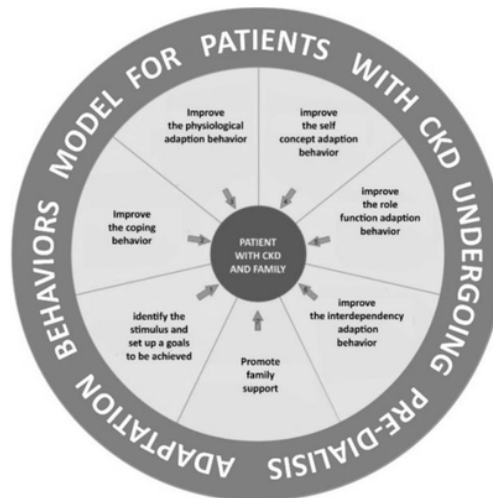 ADAPTATION BEHAVIORS MODEL FOR PATIENTS WITH CKD UNDERGOING PRE-DIALISIS
Improve
the physiological
adaption behavior
improve
the self
concept adaption
behavior
improve
the role
function adaption
behavior
improve
the interdependency
adaption
behavior
Promote
family
support
identify the
stimulus and
set up a goals
to be achieved
Improve
the coping
behavior
PATIENT
WITH CKD
AND FAMILY